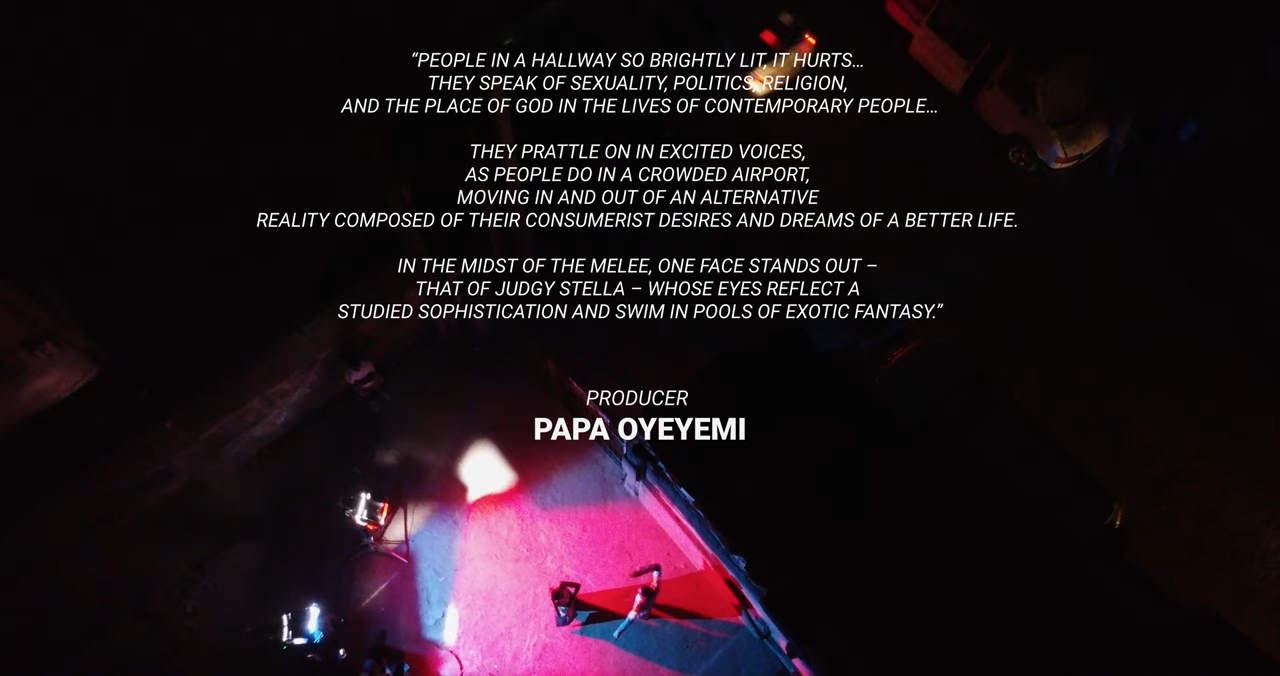 “PEOPLE IN A HALLWAY SO BRIGHTLY LIT, IT HURTS…
THEY SPEAK OF SEXUALITY, POLITICS, RELIGION,
AND THE PLACE OF GOD IN THE LIVES OF CONTEMPORARY PEOPLE…
THEY PRATTLE ON IN EXCITED VOICES,
AS PEOPLE DO IN A CROWDED AIRPORT,
MOVING IN AND OUT OF AN ALTERNATIVE
REALITY COMPOSED OF THEIR CONSUMERIST DESIRES AND DREAMS OF A BETTER LIFE.
IN THE MIDST OF THE MELEE, ONE FACE STANDS OUT –
THAT OF JUDGY STELLA – WHOSE EYES REFLECT A
STUDIED SOPHISTICATION AND SWIM IN POOLS OF EXOTIC FANTASY.”
PRODUCER
PAPA OYEYEMI